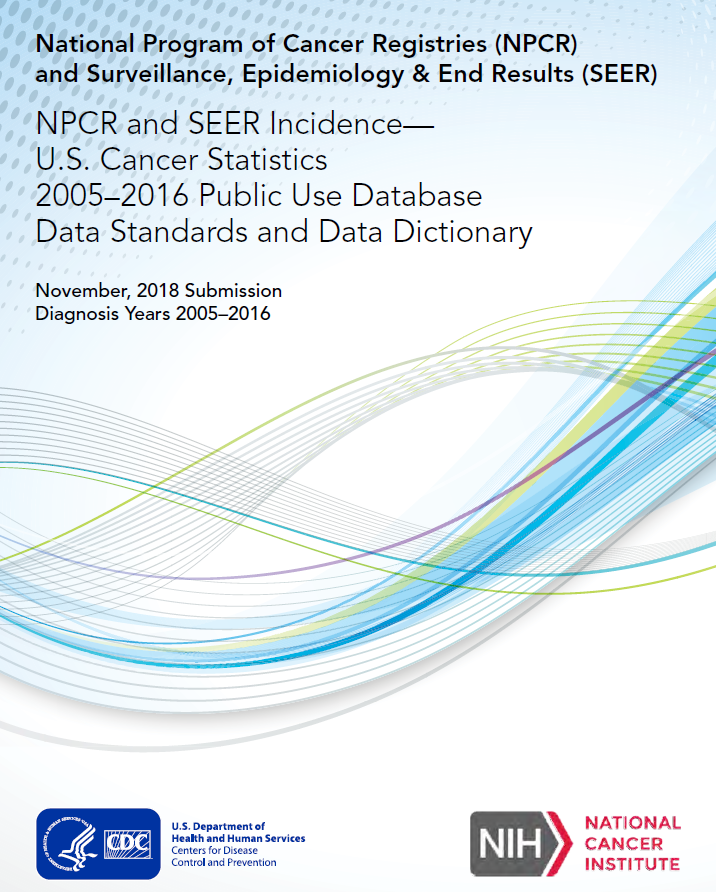 National Program of Cancer Registries (NPCR)
and Surveillance, Epidemiology & End Results (SEER)
NPCR and SEER Incidence—
U.S. Cancer Statistics
2005–2016 Public Use Database
Data Standards and Data Dictionary
November, 2018 Submission
Diagnosis Years 2005–2016
CDC
U.S. Department of
Health and Human Services
Centers for Disease
Control and Prevention
NIH
NATIONAL
CANCER
INSTITUTE